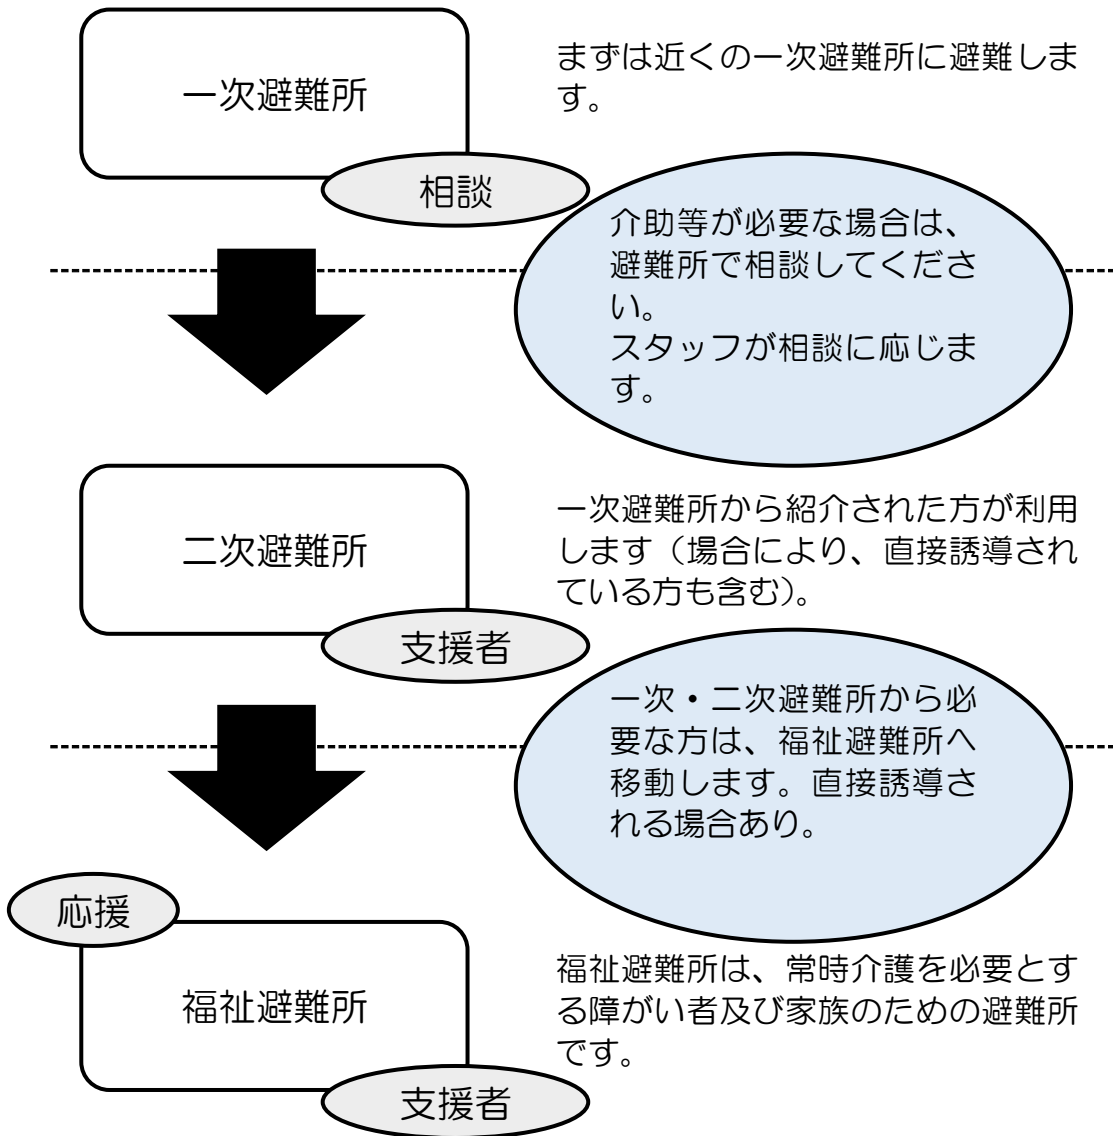 一次避難所
まずは近くの一次避難所に避難しま
す。
相談
介助等が必要な場合は、
避難所で相談してくださ
い。
スタッフが相談に応じま
す。
二次避難所
一次避難所から紹介された方が利用
します（場合により、直接誘導され
ている方も含む）。
支援者
一次・二次避難所から必
要な方は、福祉避難所へ
移動します。直接誘導さ
れる場合あり。
応援
福祉避難所
福祉避難所は、常時介護を必要とす
る障がい者及び家族のための避難所
です。
支援者